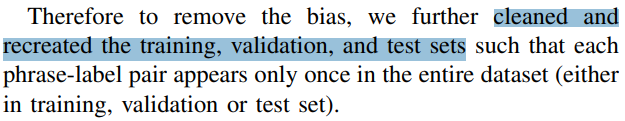 Therefore to remove the bias, we further cleaned and
recreated the training, validation, and test sets such that each
phrase-label pair appears only once in the entire dataset (either
in training, validation or test set).